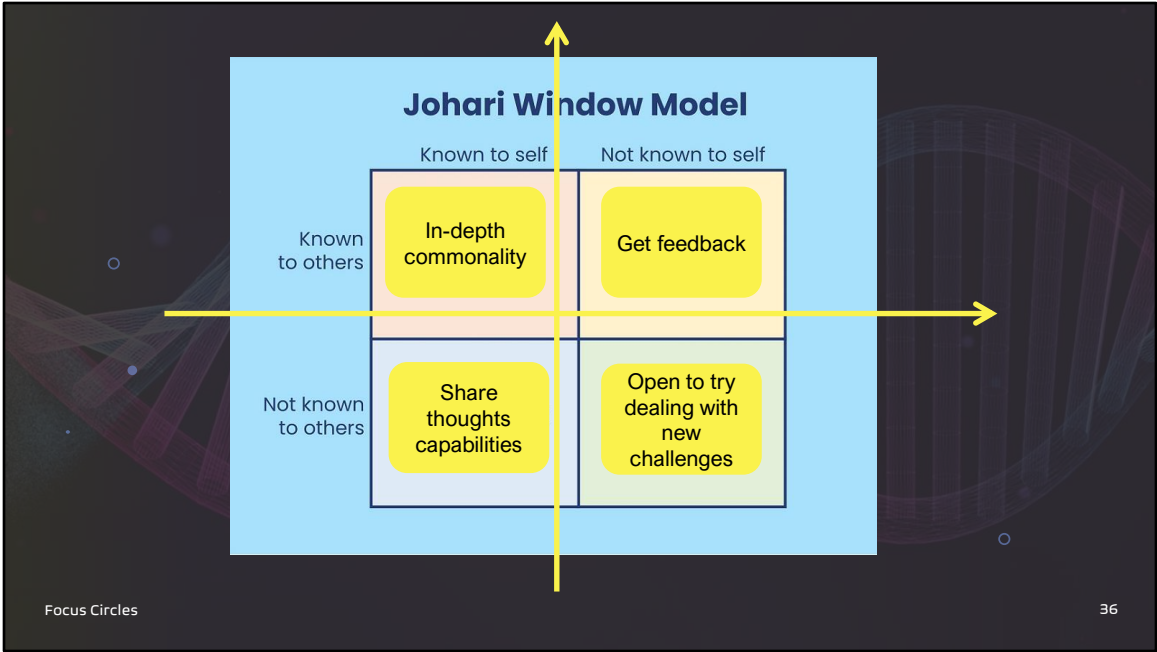 Johari Window Model
Known to self
Not known to self
Known
to others
In-depth
commonality
Get feedback
Not known
to others
Share
thoughts
capabilities
Open to try
dealing with
new
challenges
Focus Circles
36